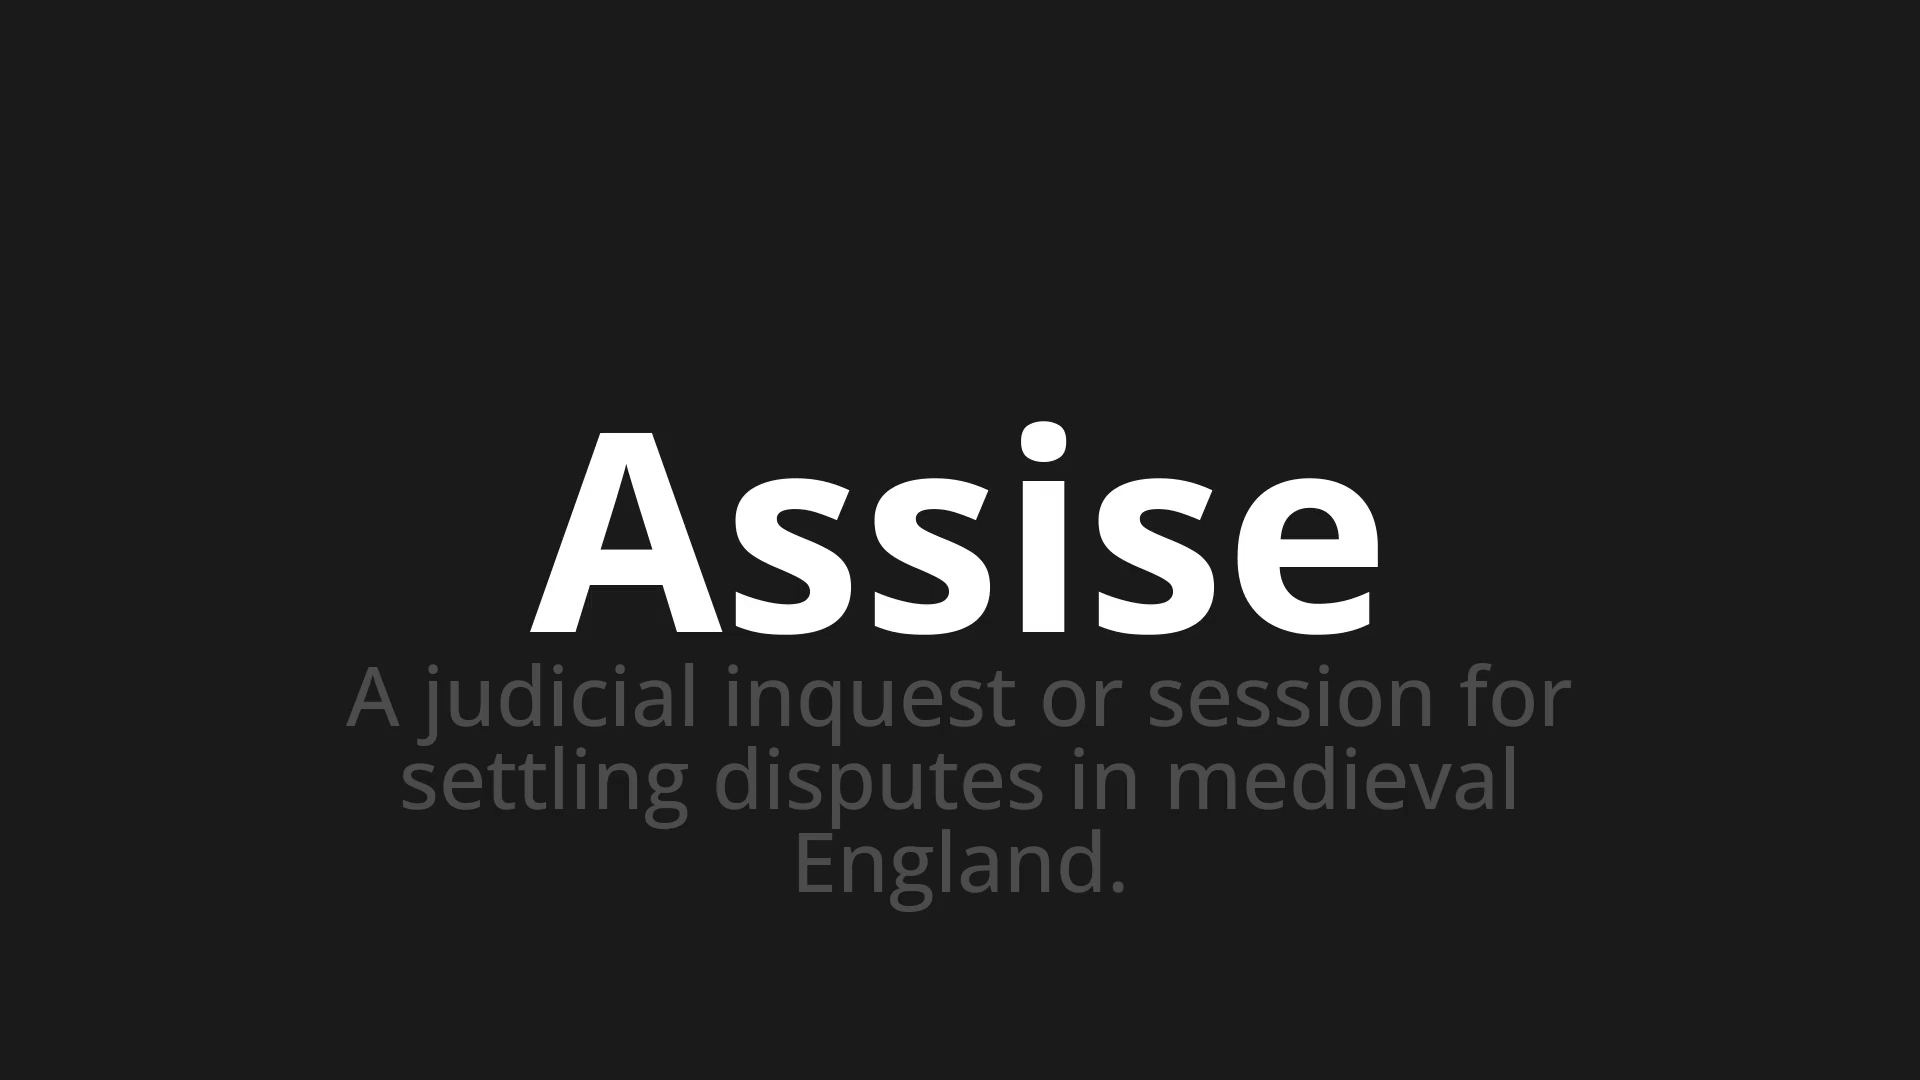 Assise
A judicial inquest or session for
settling disputes in medieval
England.